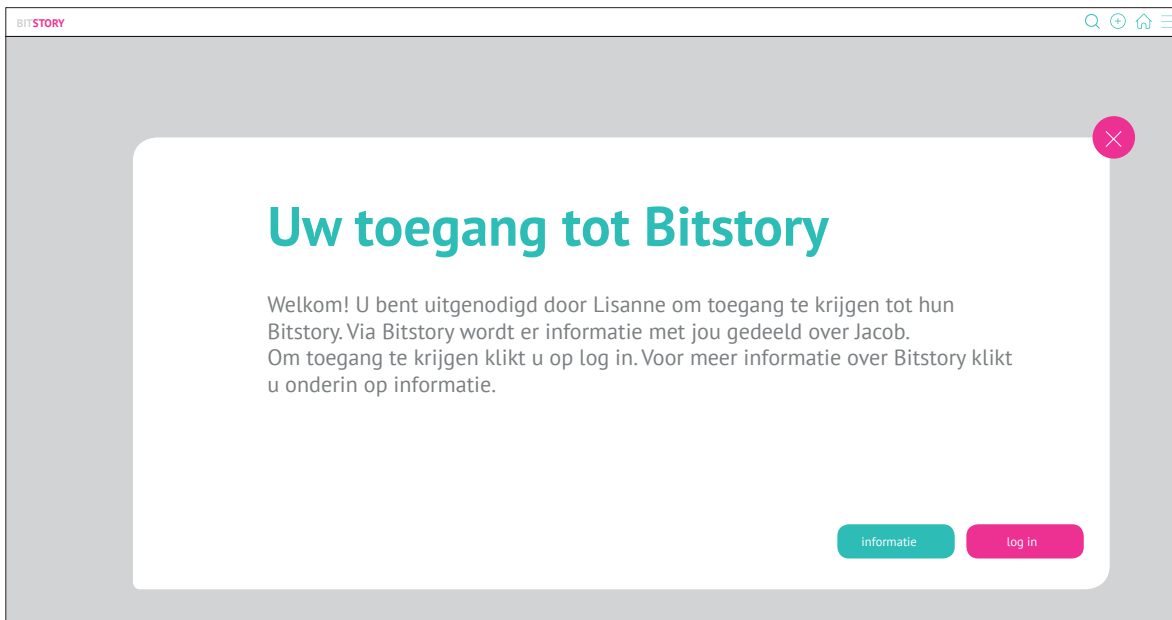 BITSTORY
Uw toegang tot Bitstory
Welkom! U bent uitgenodigd door Lisanne om toegang te krijgen tot hun
Bitstory. Via Bitstory wordt er informatie met jou gedeeld over Jacob.
Om toegang te krijgen klikt u op log in. Voor meer informatie over Bitstory klikt
u onderin op informatie.
informatie
log in